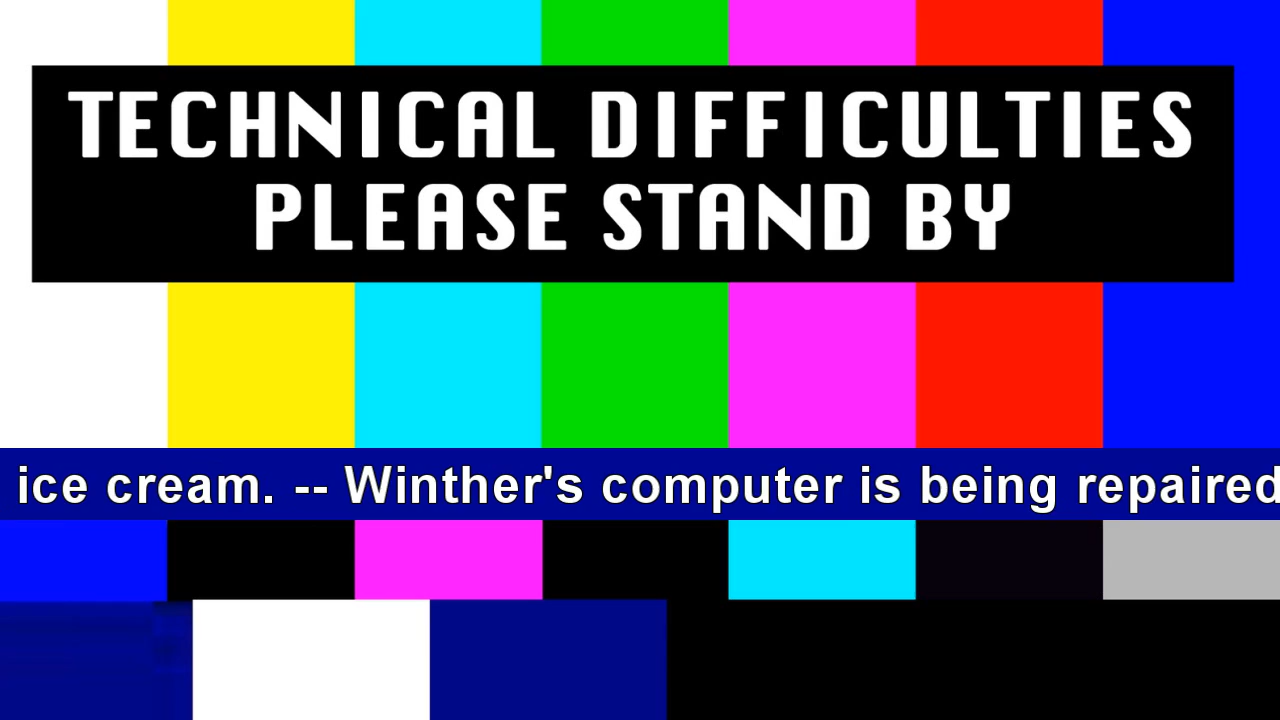 TECHNICAL DIFFICULTIES
PLEASE STAND BY
ice cream. -- Winther's computer is being repaired